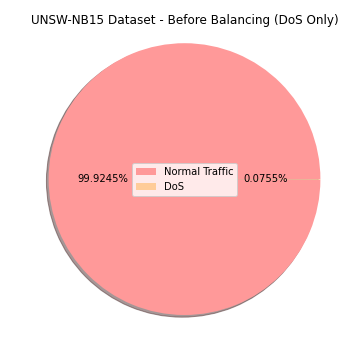 UNSW-NB15 Dataset - Before Balancing (DoS Only)
99.9245%
Normal Traffic
DoS
0.0755%